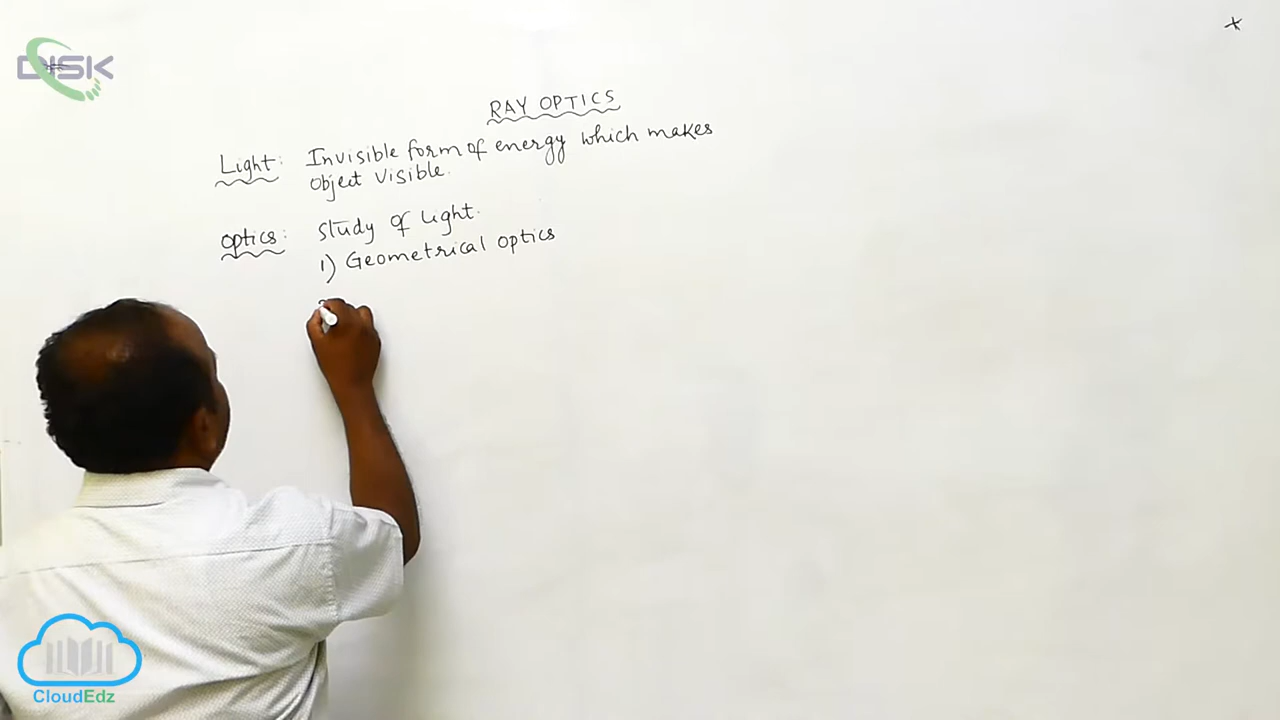 DISK
RAY OPTICS
Light: Invisible form of energy which makes
object visible.
optics: Study of light.
1) Geometrical optics
CloudEdz